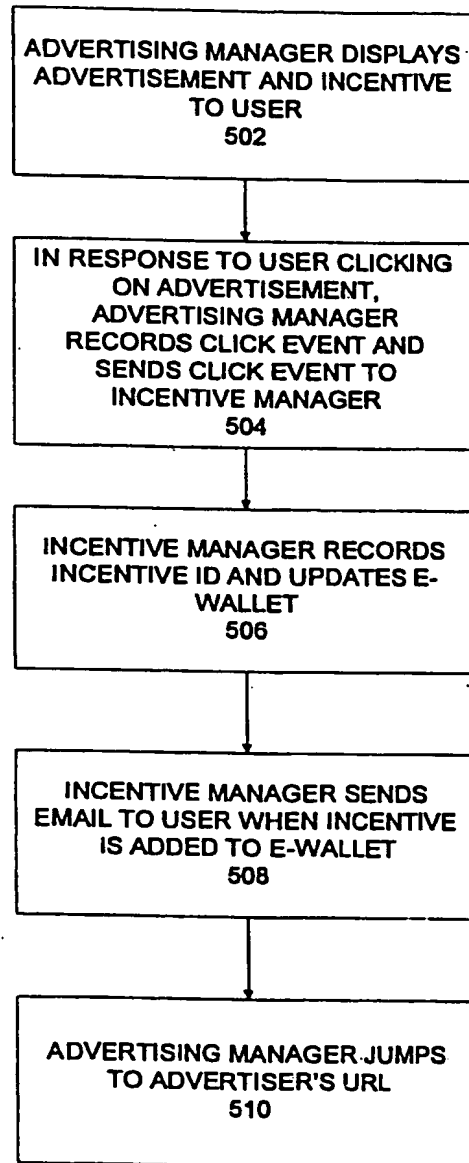 ADVERTISING MANAGER DISPLAYS
ADVERTISEMENT AND INCENTIVE
TO USER
502
IN RESPONSE TO USER CLICKING
ON ADVERTISEMENT,
ADVERTISING MANAGER
RECORDS CLICK EVENT AND
SENDS CLICK EVENT TO
INCENTIVE MANAGER
504
INCENTIVE MANAGER RECORDS
INCENTIVE ID AND UPDATES E-
WALLET
506
INCENTIVE MANAGER SENDS
EMAIL TO USER WHEN INCENTIVE
IS ADDED TO E-WALLET
508
ADVERTISING MANAGER JUMPS
TO ADVERTISER'S URL
510